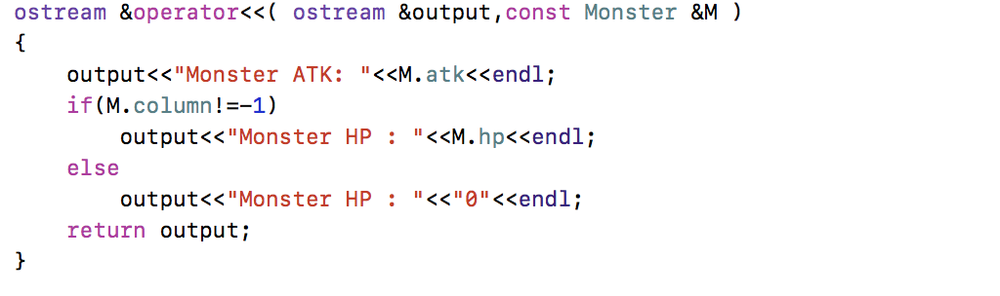 ostream &operator<<( ostream &output,const Monster &M )
{
    output<<"Monster ATK: "<<M.atk<<endl;
    if(M.column!=-1)
        output<<"Monster HP : "<<M.hp<<endl;
    else
        output<<"Monster HP : "<<"0"<<endl;
    return output;
}